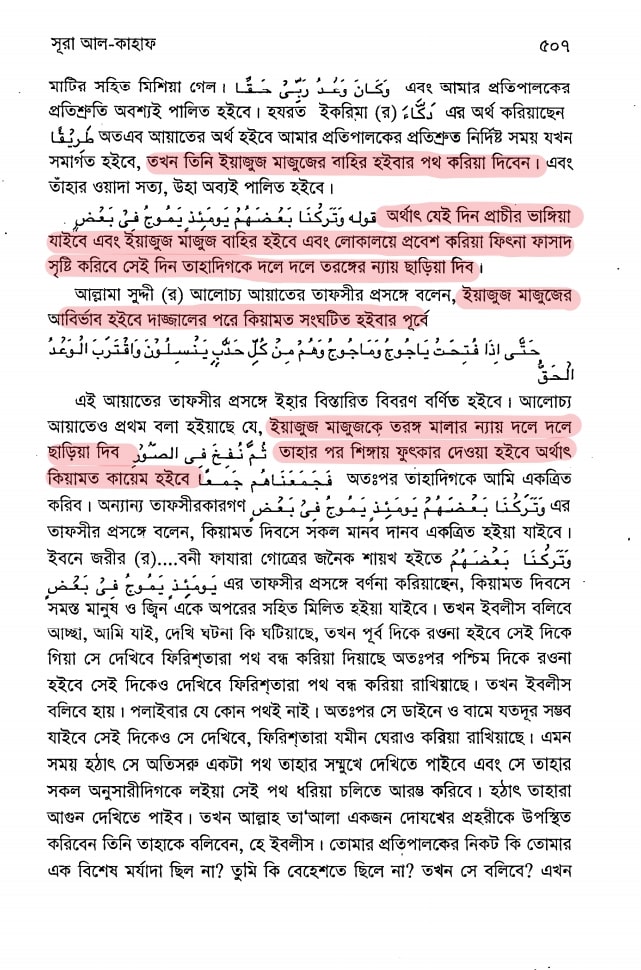 সূরা আল-কাহাফ ৫০৭
মাটির সহিত মিশিয়া গেল। وَكَانَ وَعْدُ رَبِّىْ حَقًّا এবং আমার প্রতিপালকের
প্রতিশ্রুতি অবশ্যই পালিত হইবে। হযরত ইকরিমা (র) دَكَّاءَ এর অর্থ করিয়াছেন
طَرِيْقًا অতএব আয়াতের অর্থ হইবে আমার প্রতিপালকের প্রতিশ্রুত নির্দিষ্ট সময় যখন
সমার্গত হইবে, তখন তিনি ইয়াজুজ মাজুজের বাহির হইবার পথ করিয়া দিবেন। এবং
তাঁহার ওয়াদা সত্য, উহা অব্যই পালিত হইবে।
قوله وَتَرَكْنَا بَعْضَهُمْ يَوْمَئِذٍ يَمُوجُ فِىْ بَعْضٍ অর্থাৎ যেই দিন প্রাচীর ভাঙ্গিয়া
যাইবে এবং ইয়াজুজ মাজুজ বাহির হইবে এবং লোকালয়ে প্রবেশ করিয়া ফিৎনা ফাসাদ
সৃষ্টি করিবে সেই দিন তাহাদিগকে দলে দলে তরঙ্গের ন্যায় ছাড়িয়া দিব।
আল্লামা সুদ্দী (র) আলোচ্য আয়াতের তাফসীর প্রসঙ্গে বলেন, ইয়াজুজ মাজুজের
আবির্ভাব হইবে দাজ্জালের পরে কিয়ামত সংঘটিত হইবার পূর্বে
حَتَّى اِذَا فُتِحَتْ يَاجُوجُ وَمَاجُوجُ وَهُمْ مِنْ كُلِّ حَدَبٍ يَنْسِلُوْنَ وَاقْتَرَبَ الْوَعْدُ
الْحَقُّ
এই আয়াতের তাফসির প্রসঙ্গে ইহার বিস্তারিত বিবরণ বর্ণিত হইবে। আলোচ্য
আয়াতেও প্রথম বলা হইয়াছে যে, ইয়াজুজ মাজুজকে তরঙ্গ মালার ন্যায় দলে দলে
ছাড়িয়া দিব ثُمَّ نُفِخَ فِى الصُّوْرِ তাহার পর শিঙ্গায় ফুৎকার দেওয়া হইবে অর্থাৎ
কিয়ামত কায়েম হইবে فَجَمَعْنَاهُمْ جَمْعًا অতঃপর তাহাদিগকে আমি একত্রিত
করিব। অন্যান্য তাফসীরকারগণ وَتَرَكْنَا بَعْضَهُمْ يَوْمَئِذٍ يَمُوجُ فِىْ بَعْضٍ এর
তাফসীর প্রসঙ্গে বলেন, কিয়ামত দিবসে সকল মানব দানব একত্রিত হইয়া যাইবে।
ইবনে জরীর (র)....বনী ফাযারা গোত্রের জনৈক শায়খ হইতে وَتَرَكْنَا بَعْضَهُمْ
يَوْمَئِذٍ يَمُوجُ فِىْ بَعْضٍ এর তাফসীর প্রসঙ্গে বর্ণনা করিয়াছেন, কিয়ামত দিবসে
সমস্ত মানুষ ও জ্বিন একে অপরের সহিত মিলিত হইয়া যাইবে। তখন ইবলীস বলিবে
আচ্ছা, আমি যাই, দেখি ঘটনা কি ঘটিয়াছে, তখন পূর্ব দিকে রওনা হইবে সেই দিকে
গিয়া সে দেখিবে ফিরিশ্তারা পথ বন্ধ করিয়া দিয়াছে অতঃপর পশ্চিম দিকে রওনা
হইবে সেই দিকেও দেখিবে ফিরিশ্তারা পথ বন্ধ করিয়া রাখিয়াছে। তখন ইবলীস
বলিবে হায়। পলাইবার যে কোন পথই নাই। অতঃপর সে ডাইনে ও বামে যতদূর সম্ভব
যাইবে সেই দিকেও সে দেখিবে, ফিরিশ্তারা যমীন ঘেরাও করিয়া রাখিয়াছে। এমন
সময় হঠাৎ সে অতিসরু একটা পথ তাহার সম্মুখে দেখিতে পাইবে এবং সে তাহার
সকল অনুসারীদিগকে লইয়া সেই পথ ধরিয়া চলিতে আরম্ভ করিবে। হঠাৎ তাহারা
আগুন দেখিতে পাইব। তখন আল্লাহ তা'আলা একজন দোযখের প্রহরীকে উপস্থিত
করিবেন তিনি তাহাকে বলিবেন, হে ইবলীস। তোমার প্রতিপালকের নিকট কি তোমার
এক বিশেষ মর্যাদা ছিল না? তুমি কি বেহেশতে ছিলে না? তখন সে বলিবে? এখন